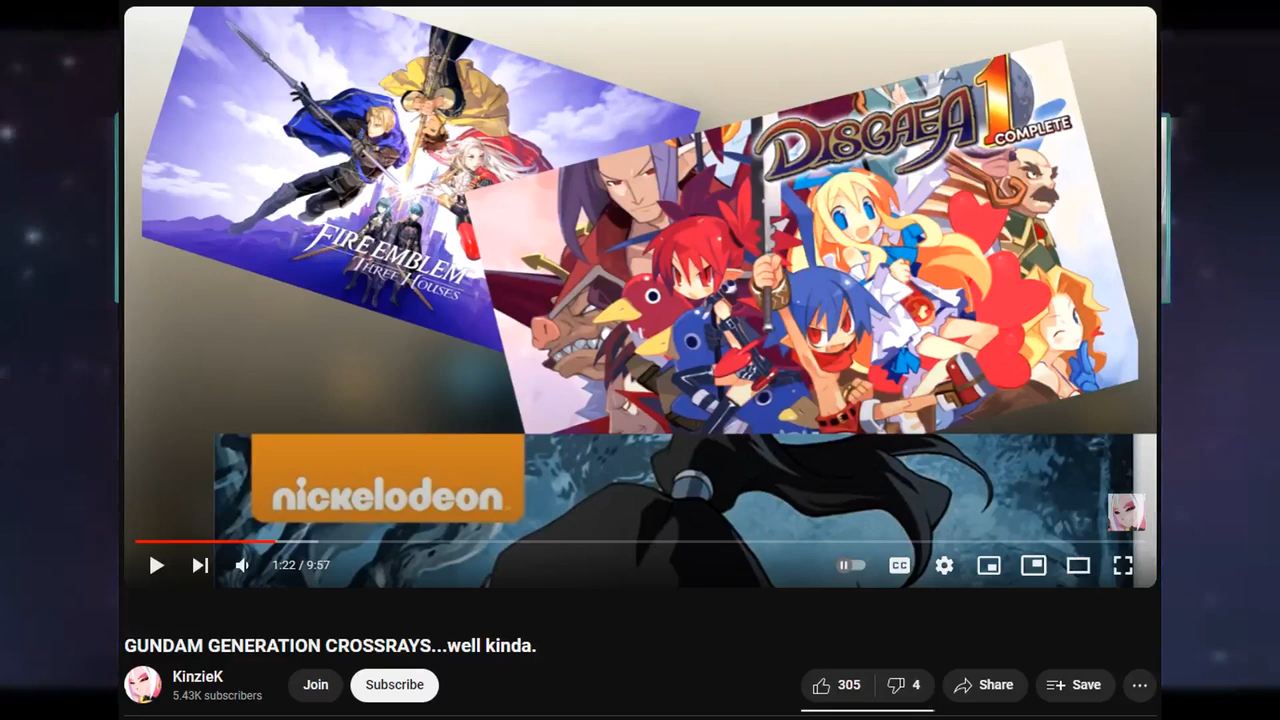 DISGAEA 1
COMPLETE
FIRE EMBLEM
THREE HOUSES
nickelodeon
1:22 / 9:57
CC
GUNDAM GENERATION CROSSRAYS...well kinda.
KinzieK
5.43K subscribers
Join
Subscribe
305
4
Share
Save